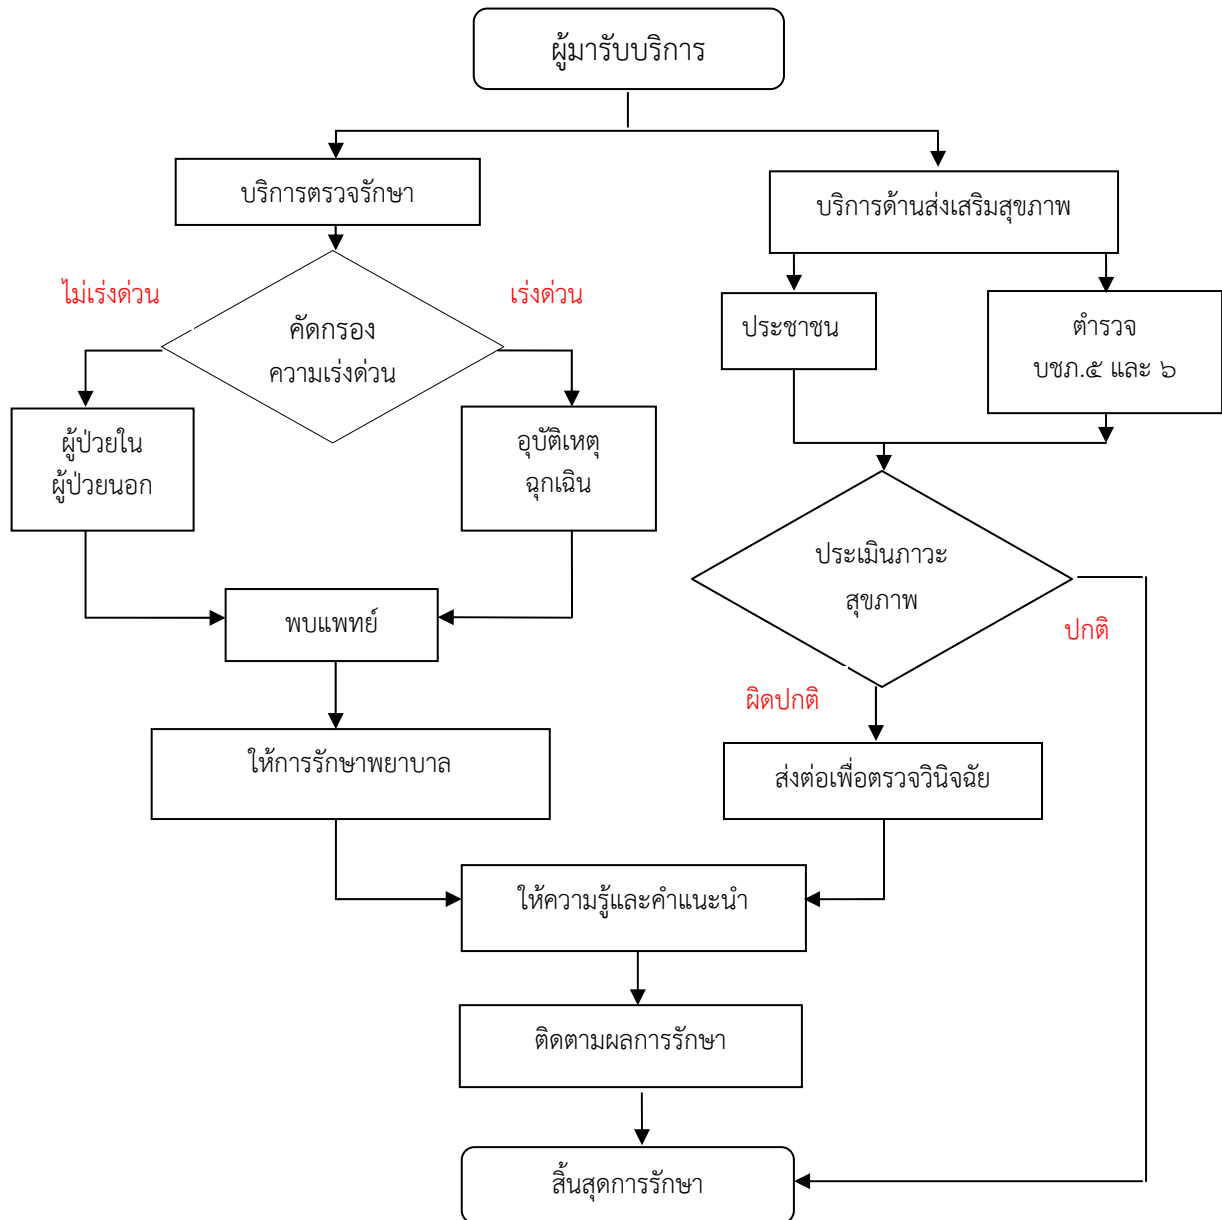 ผู้มารับบริการ
บริการตรวจรักษา
บริการด้านส่งเสริมสุขภาพ
ไม่เร่งด่วน
เร่งด่วน
คัดกรอง
ความเร่งด่วน
ประชาชน
ตำรวจ
บชภ.๕ และ ๖
ผู้ป่วยใน
ผู้ป่วยนอก
อุบัติเหตุ
ฉุกเฉิน
ประเมินภาวะ
สุขภาพ
พบแพทย์
ปกติ
ผิดปกติ
ให้การรักษาพยาบาล
ส่งต่อเพื่อตรวจวินิจฉัย
ให้ความรู้และคำแนะนำ
ติดตามผลการรักษา
สิ้นสุดการรักษา